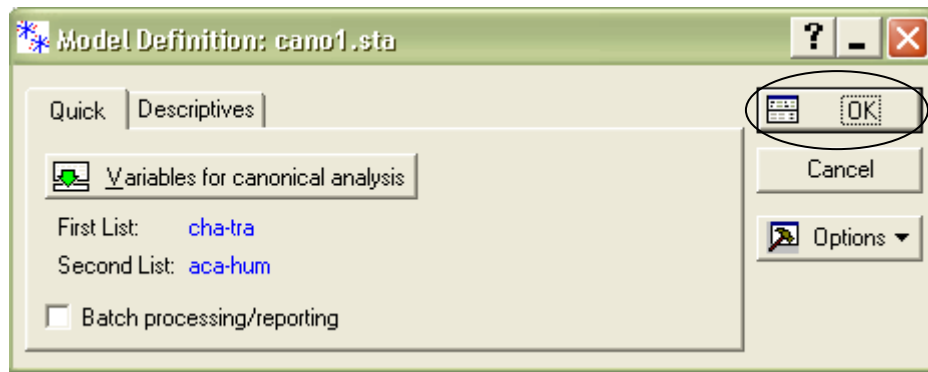 Model Definition: cano1.sta
Quick Descriptives
OK
Variables for canonical analysis
Cancel
First List: cha-tra
Options
Second List: aca-hum
Batch processing/reporting